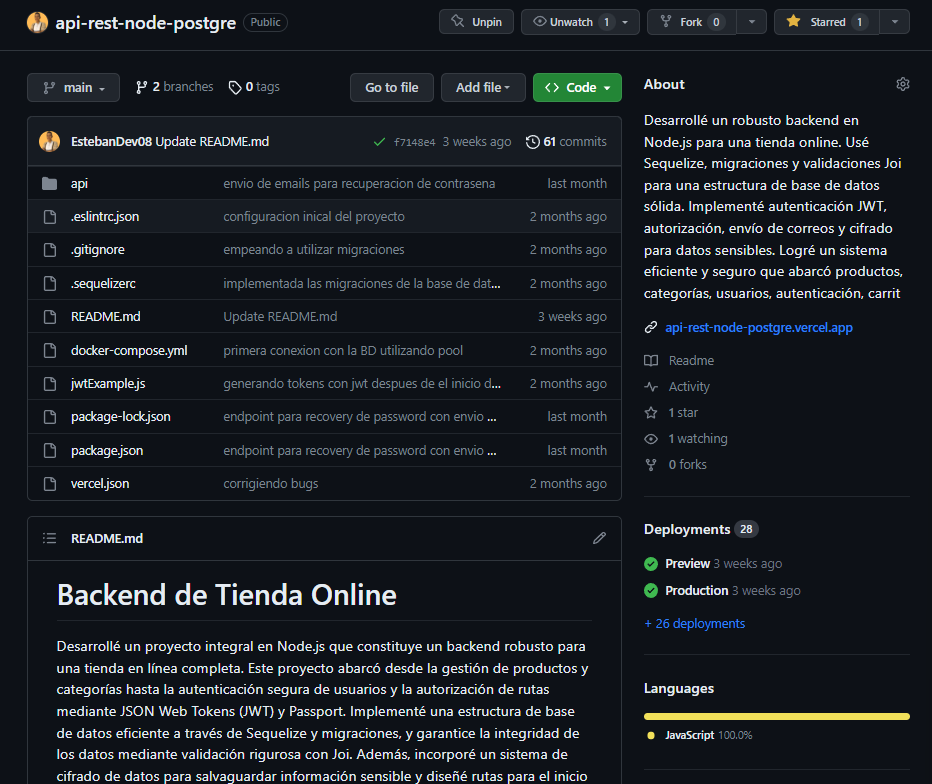 api-rest-node-postgre Public Unpin Unwatch 1 Fork 0 Starred 1
main 2 branches 0 tags Go to file Add file Code
EstebanDev08 Update README.md f7148e4 3 weeks ago 61 commits
api envio de emails para recuperacion de contrasena last month
.eslintrc.json configuracion inical del proyecto 2 months ago
.gitignore empeando a utilizar migraciones 2 months ago
.sequelizerc implementada las migraciones de la base de dat... 2 months ago
README.md Update README.md 3 weeks ago
docker-compose.yml primera conexion con la BD utilizando pool 2 months ago
jwtExample.js generando tokens con jwt despues de el inicio d... 2 months ago
package-lock.json endpoint para recovery de password con envio ... last month
package.json endpoint para recovery de password con envio ... last month
vercel.json corrigiendo bugs 2 months ago
README.md
Backend de Tienda Online
Desarrollé un proyecto integral en Node.js que constituye un backend robusto para
una tienda en línea completa. Este proyecto abarcó desde la gestión de productos y
categorías hasta la autenticación segura de usuarios y la autorización de rutas
mediante JSON Web Tokens (JWT) y Passport. Implementé una estructura de base
de datos eficiente a través de Sequelize y migraciones, y garantice la integridad de
los datos mediante validación rigurosa con Joi. Además, incorporé un sistema de
cifrado de datos para salvaguardar información sensible y diseñé rutas para el inicio
About
Desarrollé un robusto backend en
Node.js para una tienda online. Usé
Sequelize, migraciones y validaciones Joi
para una estructura de base de datos
sólida. Implementé autenticación JWT,
autorización, envío de correos y cifrado
para datos sensibles. Logré un sistema
eficiente y seguro que abarcó productos,
categorías, usuarios, autenticación, carrit
api-rest-node-postgre.vercel.app
Readme
Activity
1 star
1 watching
0 forks
Deployments 28
Preview 3 weeks ago
Production 3 weeks ago
+ 26 deployments
Languages
JavaScript 100.0%